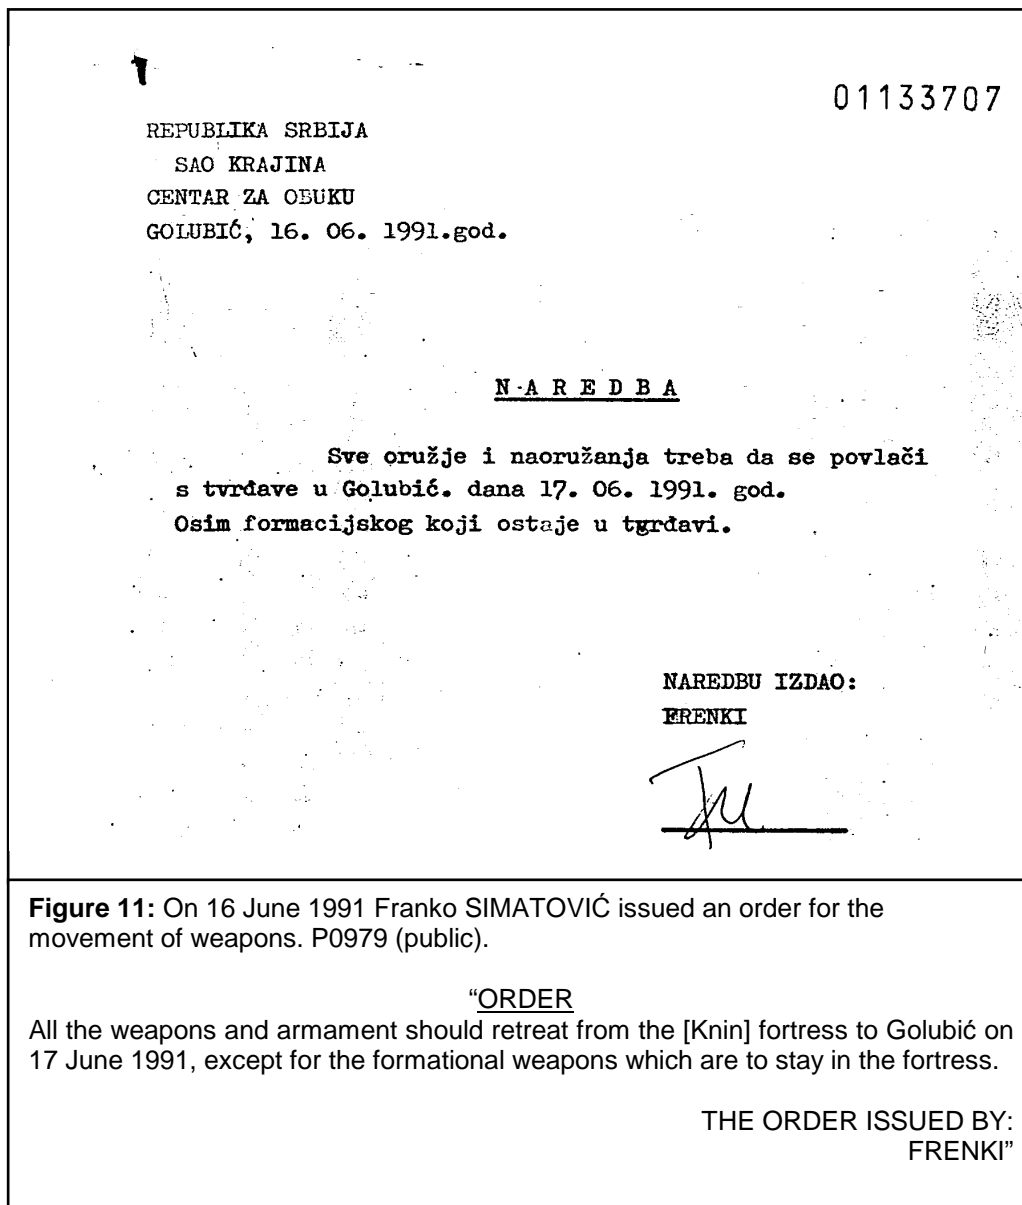 01133707
REPUBLIKA SRBIJA
SAO KRAJINA
CENTAR ZA OBUKU
GOLUBIĆ, 16. 06. 1991.god.
N A R E D B A
Sve oružje i naoružanja treba da se povlači
s tvrđave u Golubić. dana 17. 06. 1991. god.
Osim formacijskog koji ostaje u tgrđavi.
NAREDBU IZDAO:
FRENKI
Figure 11: On 16 June 1991 Franko SIMATOVIĆ issued an order for the
movement of weapons. P0979 (public).
“ORDER
All the weapons and armament should retreat from the [Knin] fortress to Golubić on
17 June 1991, except for the formational weapons which are to stay in the fortress.
THE ORDER ISSUED BY:
FRENKI”